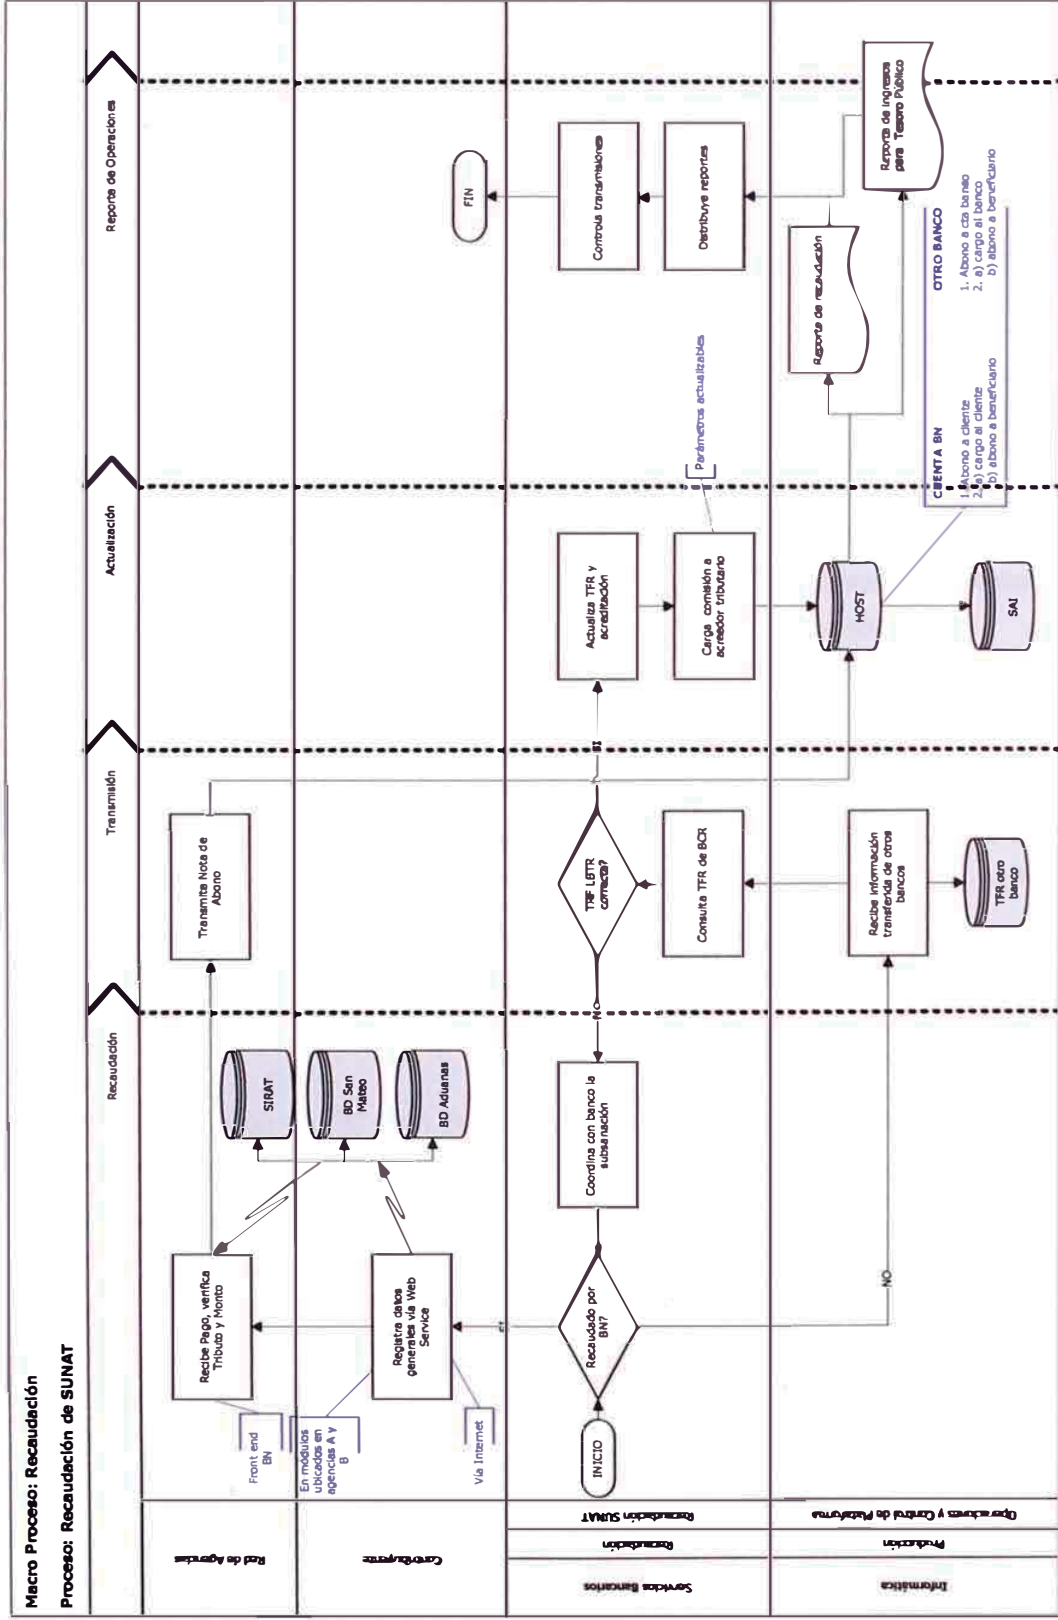 Macro Proceso: Recaudación
Proceso: Recaudación de SUNAT
Recaudación
Transmisión
Actualización
Reporte de Operaciones
Red de Agencias
Recibe Pago, verifica
Tributo y Monto
Front end
BN
SIRAT
Transmite Nota de
Abono
Contribuyente
En módulos
ubicados en
agencias A y
B
Registra datos
generales vía Web
Service
Vía Internet
BD San
Mateo
BD Aduanas
Servicios Bancarios
Recaudación
Recaudación SUNAT
INICIO
Recaudado por
BN?
SI
NO
Coordina con banco la
subsanación
NO
TRF LBTR
correcta?
SI
Consulta TFR de BCR
Actualiza TFR y
acreditación
Carga comisión a
acreedor tributario
Parámetros actualizables
Controla transmisiones
Distribuye reportes
FIN
Informática
Producción
Operaciones y Control de Plataforma
Recibe información
transferida de otros
bancos
TFR otro
banco
HOST
SAI
Reporte de recaudación
Reporte de ingresos
para Tesoro Público
CUENTA BN
1. Abono a cliente
2. a) cargo al cliente
b) abono a beneficiario
OTRO BANCO
1. Abono a cta banco
2. a) cargo al banco
b) abono a beneficiario